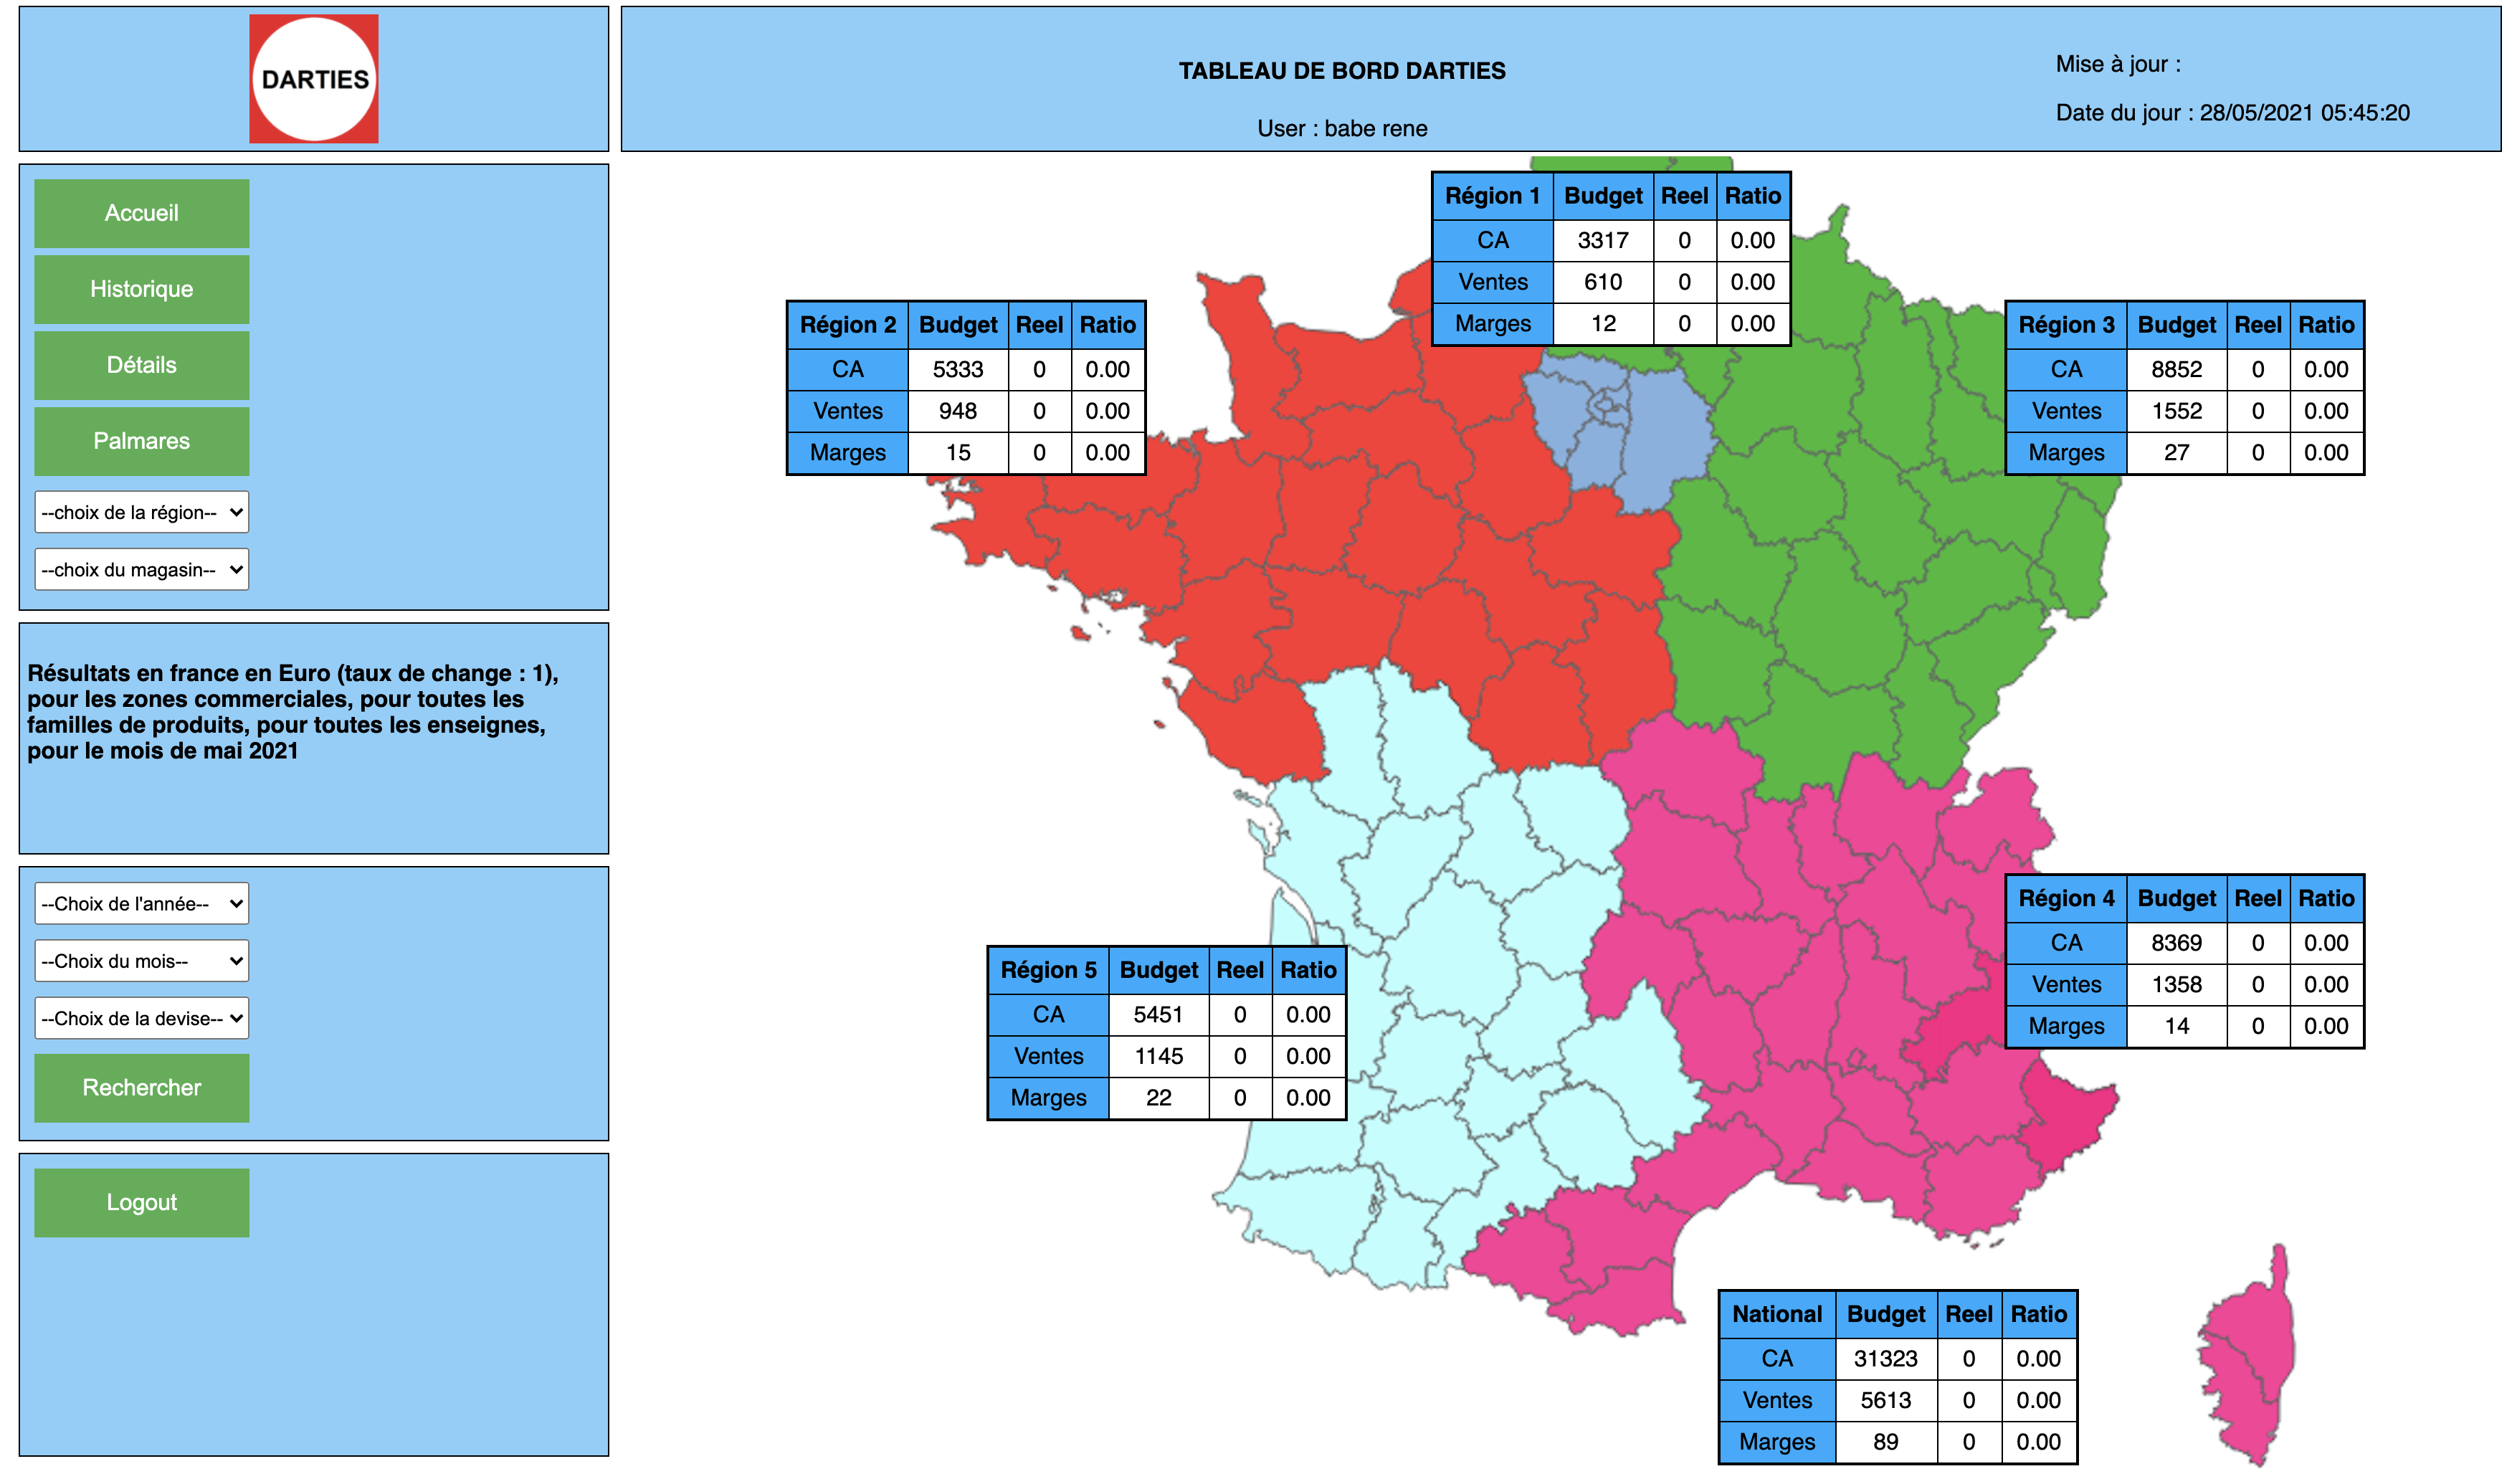 DARTIES
TABLEAU DE BORD DARTIES
User : babe rene
Mise à jour :
Date du jour : 28/05/2021 05:45:20
Accueil
Historique
Détails
Palmares
--choix de la région--
--choix du magasin--
Résultats en france en Euro (taux de change : 1),
pour les zones commerciales, pour toutes les
familles de produits, pour toutes les enseignes,
pour le mois de mai 2021
--Choix de l'année--
--Choix du mois--
--Choix de la devise--
Rechercher
Logout
Région 1 Budget Reel Ratio
CA 3317 0 0.00
Ventes 610 0 0.00
Marges 12 0 0.00
Région 2 Budget Reel Ratio
CA 5333 0 0.00
Ventes 948 0 0.00
Marges 15 0 0.00
Région 3 Budget Reel Ratio
CA 8852 0 0.00
Ventes 1552 0 0.00
Marges 27 0 0.00
Région 4 Budget Reel Ratio
CA 8369 0 0.00
Ventes 1358 0 0.00
Marges 14 0 0.00
Région 5 Budget Reel Ratio
CA 5451 0 0.00
Ventes 1145 0 0.00
Marges 22 0 0.00
National Budget Reel Ratio
CA 31323 0 0.00
Ventes 5613 0 0.00
Marges 89 0 0.00